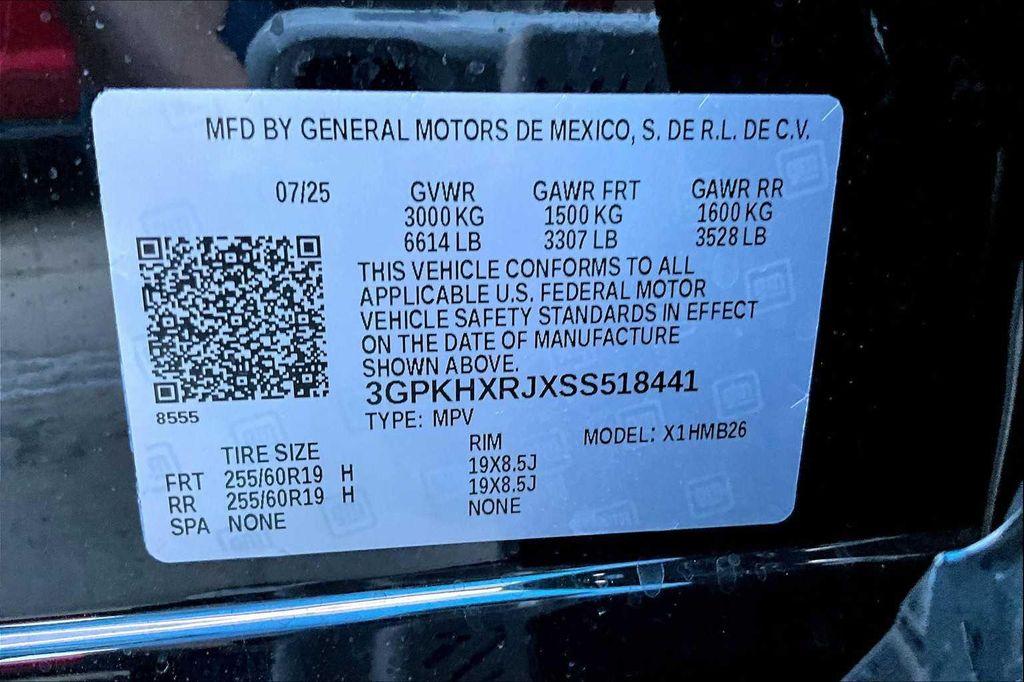 MFD BY GENERAL MOTORS DE MEXICO, S. DE R.L. DE C.V.
07/25 GVWR GAWR FRT GAWR RR
3000 KG 1500 KG 1600 KG
6614 LB 3307 LB 3528 LB
THIS VEHICLE CONFORMS TO ALL
APPLICABLE U.S. FEDERAL MOTOR
VEHICLE SAFETY STANDARDS IN EFFECT
ON THE DATE OF MANUFACTURE
SHOWN ABOVE.
3GPKHXRJXSS518441
8555
TYPE: MPV
TIRE SIZE RIM MODEL: X1HMB26
FRT 255/60R19 H 19X8.5J
RR 255/60R19 H 19X8.5J
SPA NONE NONE